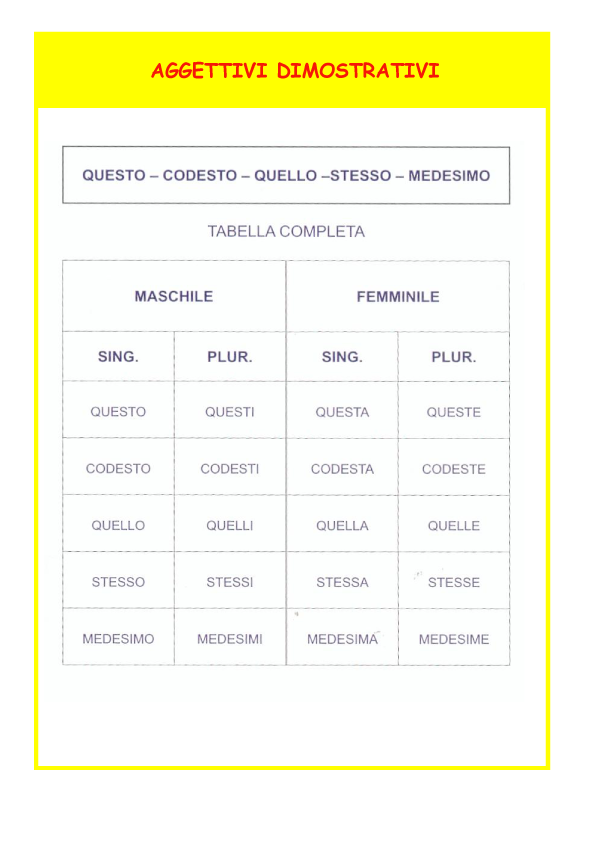 AGGETTIVI DIMOSTRATIVI
QUESTO – CODESTO – QUELLO –STESSO – MEDESIMO
TABELLA COMPLETA
MASCHILE FEMMINILE
SING. PLUR. SING. PLUR.
QUESTO QUESTI QUESTA QUESTE
CODESTO CODESTI CODESTA CODESTE
QUELLO QUELLI QUELLA QUELLE
STESSO STESSI STESSA STESSE
MEDESIMO MEDESIMI MEDESIMA MEDESIME